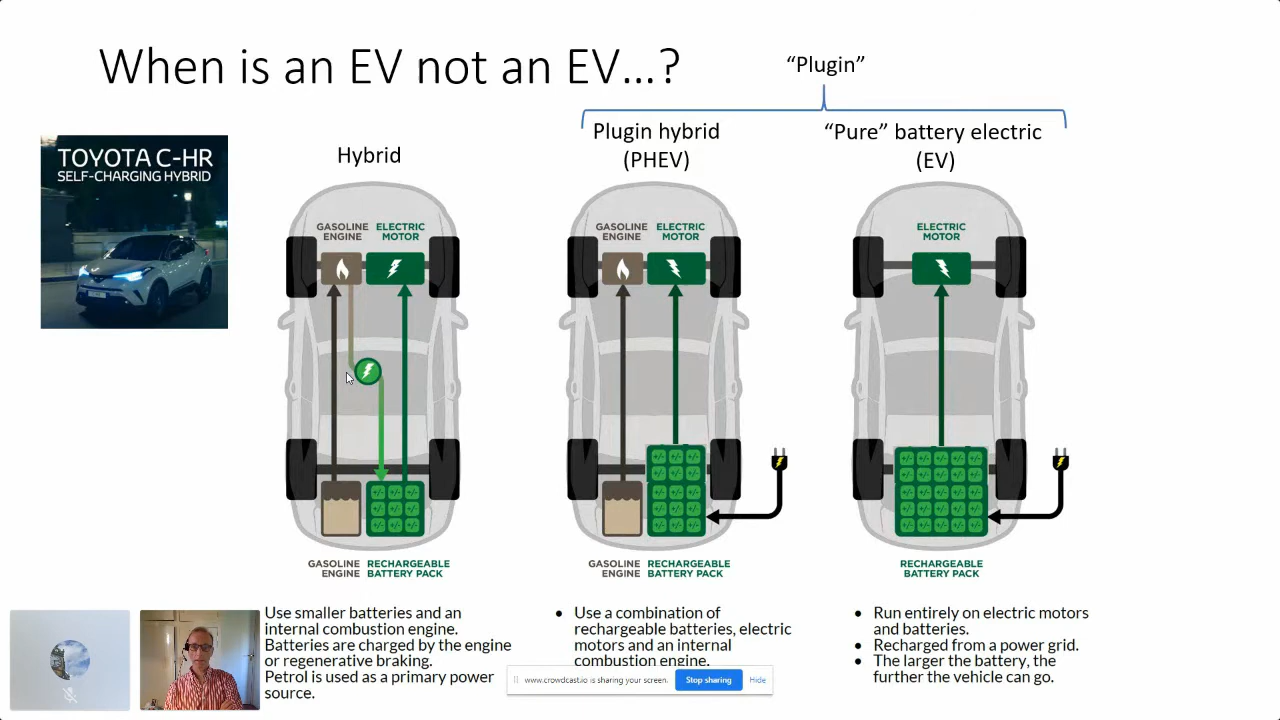 When is an EV not an EV...?
“Plugin”
TOYOTA C-HR
SELF-CHARGING HYBRID
Hybrid
Plugin hybrid
(PHEV)
“Pure” battery electric
(EV)
GASOLINE
ENGINE
ELECTRIC
MOTOR
GASOLINE
ENGINE
ELECTRIC
MOTOR
ELECTRIC
MOTOR
GASOLINE
ENGINE
RECHARGEABLE
BATTERY PACK
GASOLINE
ENGINE
RECHARGEABLE
BATTERY PACK
RECHARGEABLE
BATTERY PACK
Use smaller batteries and an
internal combustion engine.
Batteries are charged by the engine
or regenerative braking.
Petrol is used as a primary power
source.
• Use a combination of
rechargeable batteries, electric
motors and an internal
combustion engine.
• Run entirely on electric motors
and batteries.
• Recharged from a power grid.
• The larger the battery, the
further the vehicle can go.
www.crowdcast.io is sharing your screen.
Stop sharing
Hide